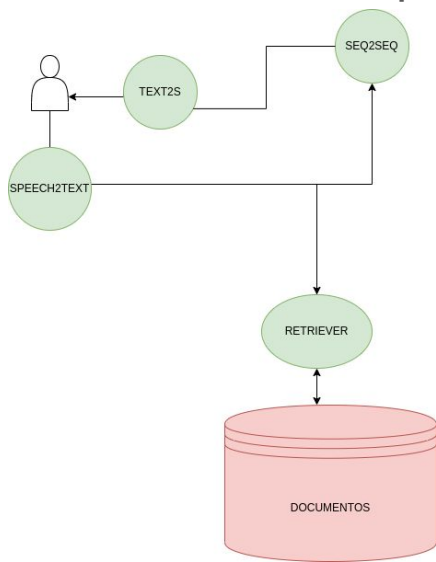 SEQ2SEQ
TEXT2S
SPEECH2TEXT
RETRIEVER
DOCUMENTOS